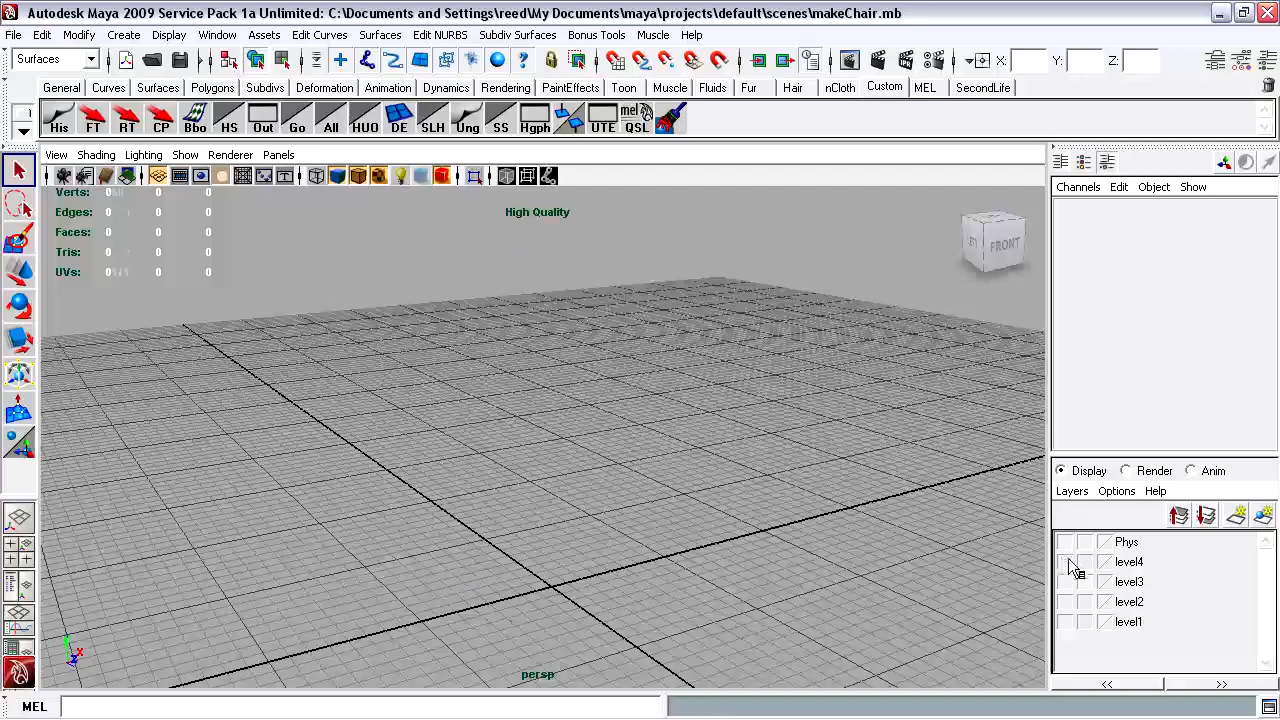 Autodesk Maya 2009 Service Pack 1a Unlimited: C:\Documents and Settings\reed\My Documents\maya\projects\default\scenes\makeChair.mb
File Edit Modify Create Display Window Assets Edit Curves Surfaces Edit NURBS Subdiv Surfaces Bonus Tools Muscle Help
Surfaces X: Y: Z:
General Curves Surfaces Polygons Subdivs Deformation Animation Dynamics Rendering PaintEffects Toon Muscle Fluids Fur Hair nCloth Custom MEL SecondLife
mel
His FT RT CP Bbo HS Out Go All HUO DE SLH Ung SS Hgph UTE QSL
View Shading Lighting Show Renderer Panels
Channels Edit Object Show
Verts: 0 0 0
Edges: 0 0 0
Faces: 0 0 0
Tris: 0 0 0
UVs: 0 0 0
High Quality
LEFT FRONT
Display Render Anim
Layers Options Help
Phys
level4
level3
level2
level1
y x z
persp
<< >>
MEL